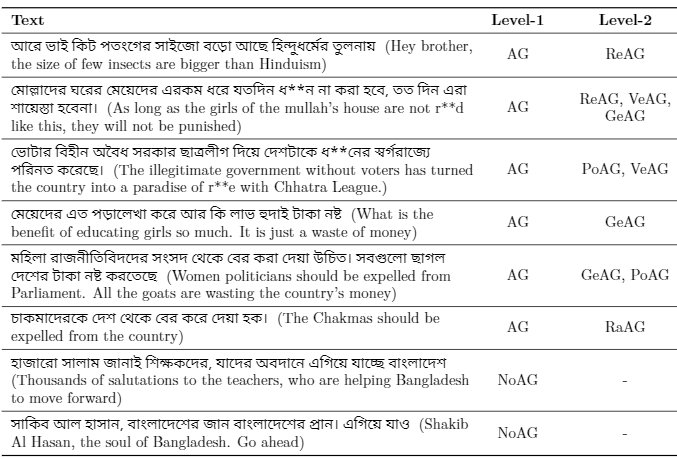 Text Level-1 Level-2
আরে ভাই কিট পতংগের সাইজো বড়ো আছে হিন্দুধর্মের তুলনায় (Hey brother,
the size of few insects are bigger than Hinduism) AG ReAG
মোল্লাদের ঘরের মেয়েদের এরকম ধরে যতদিন ধ**ন না করা হবে, তত দিন এরা
শায়েস্তা হবেনা। (As long as the girls of the mullah's house are not r**d
like this, they will not be punished) AG ReAG, VeAG,
GeAG
ভোটার বিহীন অবৈধ সরকার ছাত্রলীগ দিয়ে দেশটাকে ধ**নের স্বর্গরাজ্যে
পরিনত করেছে। (The illegitimate government without voters has turned
the country into a paradise of r**e with Chhatra League.) AG PoAG, VeAG
মেয়েদের এত পড়ালেখা করে আর কি লাভ হুদাই টাকা নষ্ট (What is the
benefit of educating girls so much. It is just a waste of money) AG GeAG
মহিলা রাজনীতিবিদদের সংসদ থেকে বের করা দেয়া উচিত। সবগুলো ছাগল
দেশের টাকা নষ্ট করতেছে (Women politicians should be expelled from
Parliament. All the goats are wasting the country's money) AG GeAG, PoAG
চাকমাদেরকে দেশ থেকে বের করে দেয়া হক। (The Chakmas should be
expelled from the country) AG RaAG
হাজারো সালাম জানাই শিক্ষকদের, যাদের অবদানে এগিয়ে যাচ্ছে বাংলাদেশ
(Thousands of salutations to the teachers, who are helping Bangladesh
to move forward) NoAG -
সাকিব আল হাসান, বাংলাদেশের জান বাংলাদেশের প্রান। এগিয়ে যাও (Shakib
Al Hasan, the soul of Bangladesh. Go ahead) NoAG -